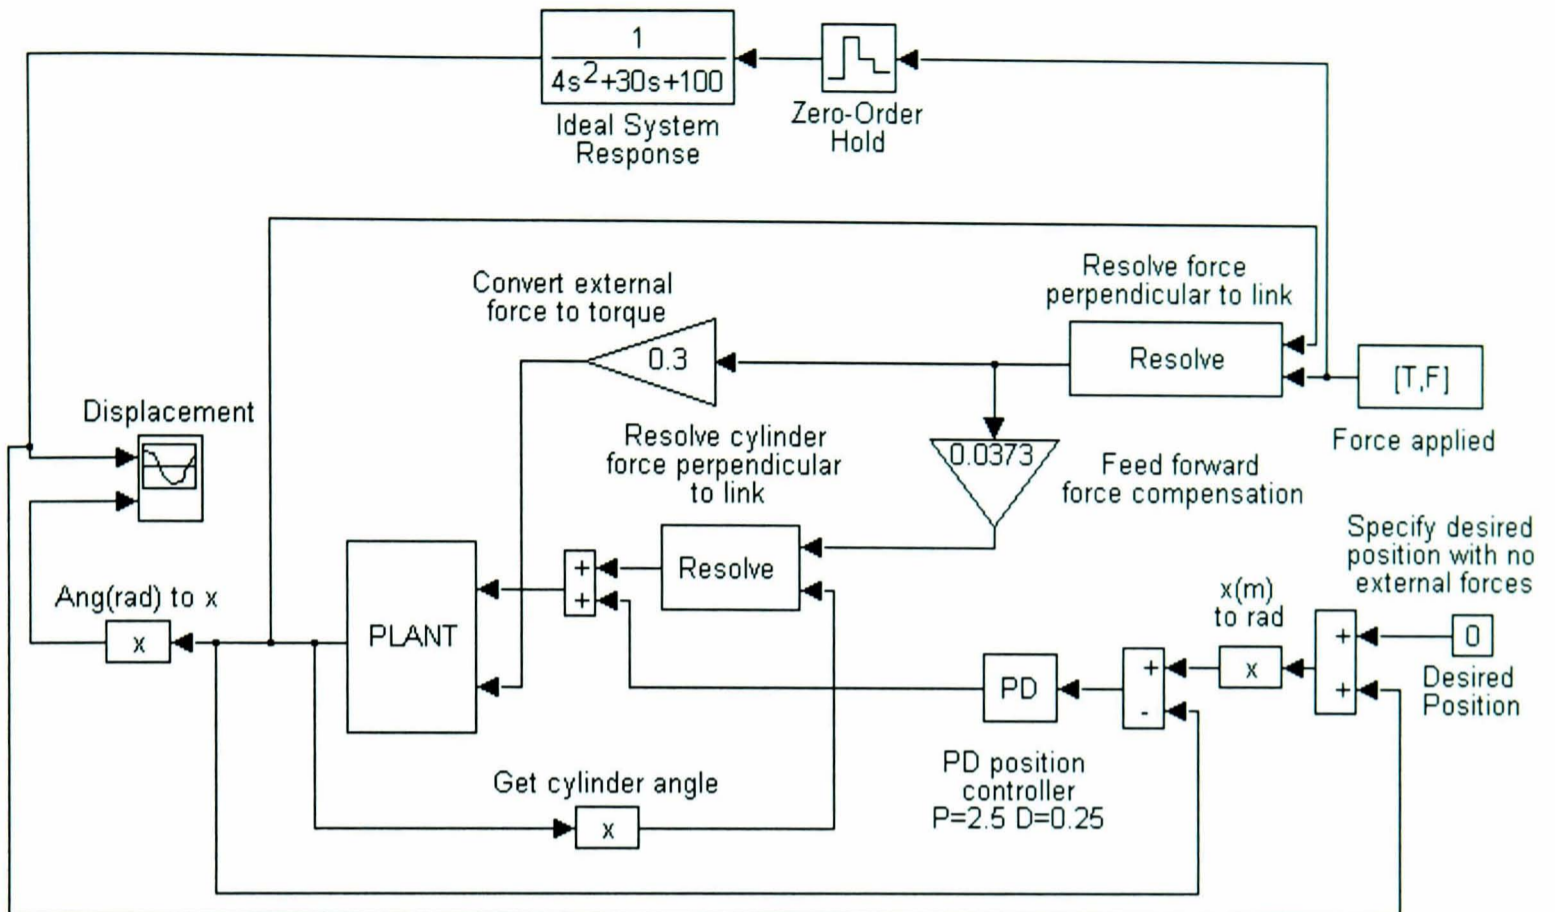 1
4s²+30s+100
Ideal System
Response
Zero-Order
Hold
Convert external
force to torque
0.3
Resolve force
perpendicular to link
Resolve
[T,F]
Force applied
Displacement
Resolve cylinder
force perpendicular
to link
0.0373
Feed forward
force compensation
Specify desired
position with no
external forces
Ang(rad) to x
x
PLANT
+
+
Resolve
x(m)
to rad
PD
+
-
x
+
+
0
Desired
Position
Get cylinder angle
x
PD position
controller
P=2.5 D=0.25